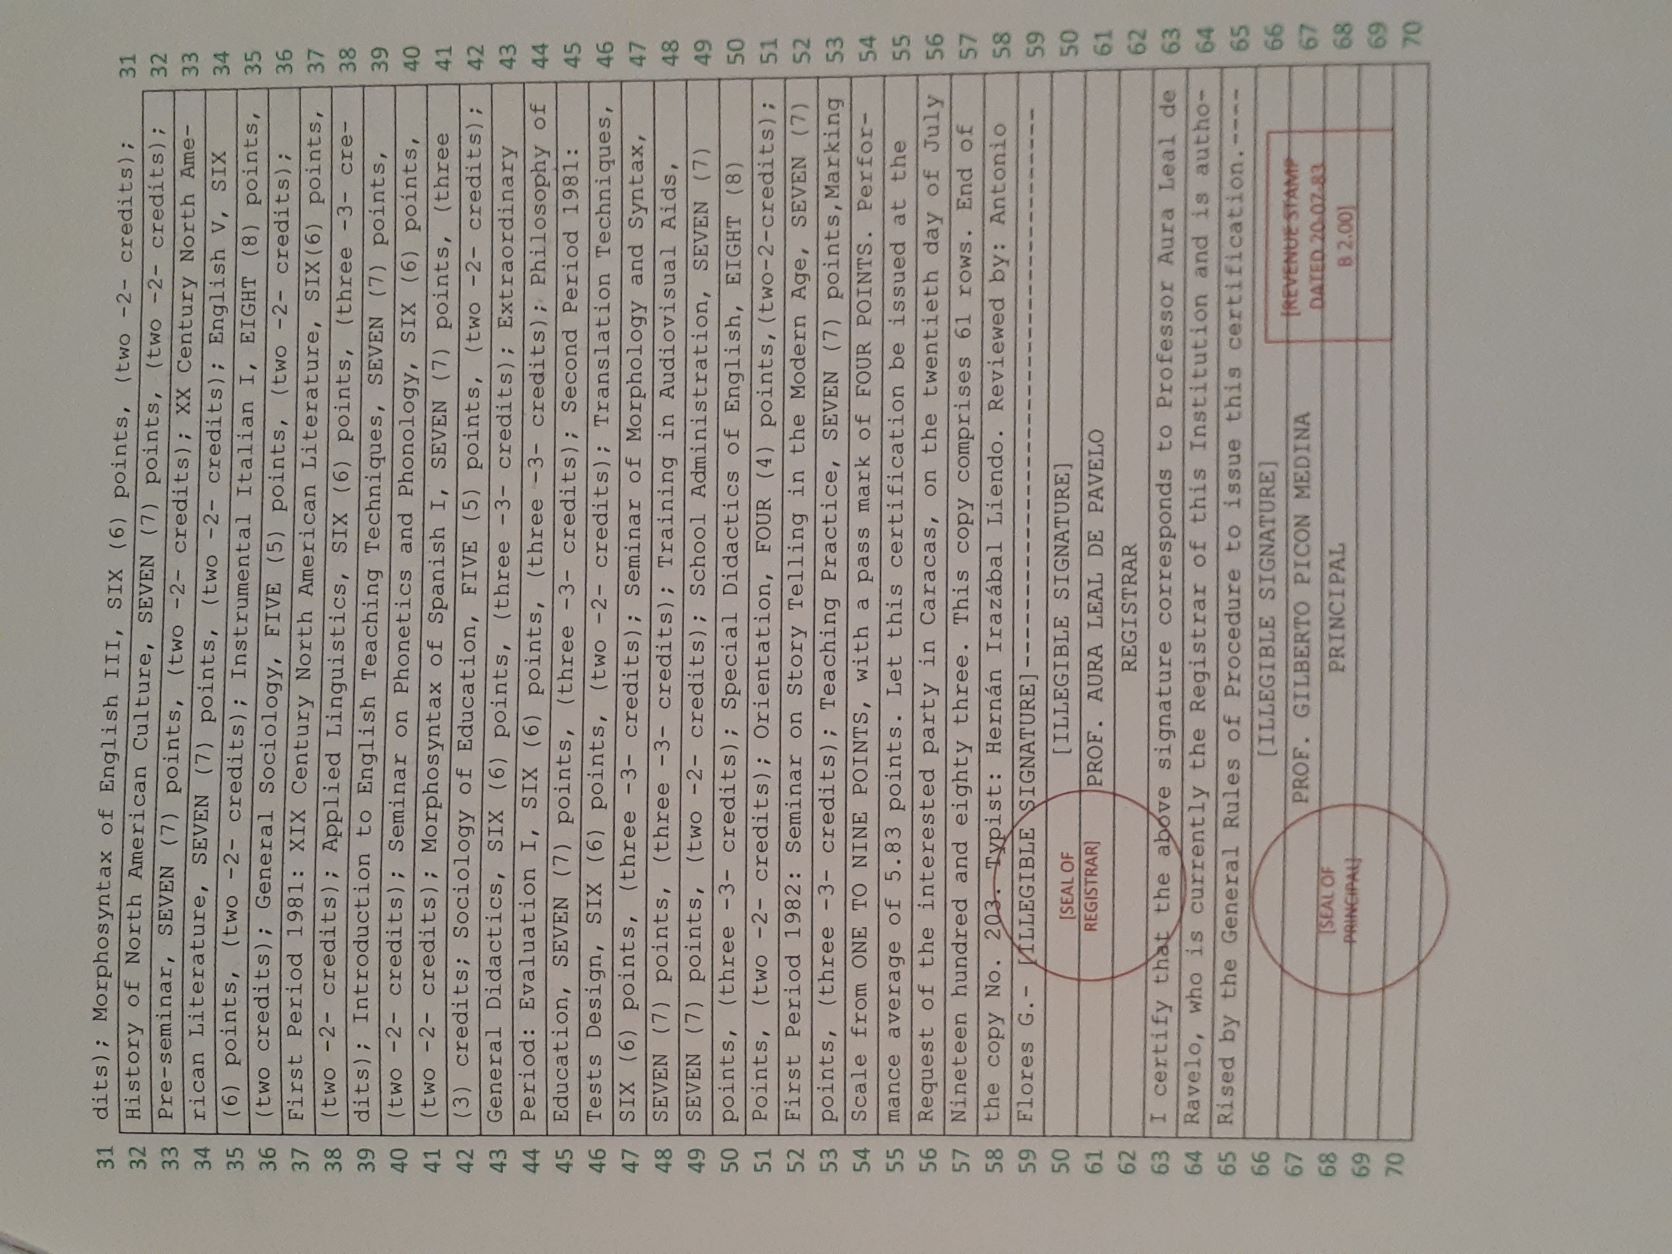 31 dits); Morphosyntax of English III, SIX (6) points, (two -2- credits); 31
32 History of North American Culture, SEVEN (7) points, (two -2- credits); 32
33 Pre-seminar, SEVEN (7) points, (two -2- credits); XX Century North Ame- 33
34 rican Literature, SEVEN (7) points, (two -2- credits); English V, SIX 34
35 (6) points, (two -2- credits); Instrumental Italian I, EIGHT (8) points, 35
36 (two credits); General Sociology, FIVE (5) points, (two -2- credits); 36
37 First Period 1981: XIX Century North American Literature, SIX(6) points, 37
38 (two -2- credits); Applied Linguistics, SIX (6) points, (three -3- cre- 38
39 dits); Introduction to English Teaching Techniques, SEVEN (7) points, 39
40 (two -2- credits); Seminar on Phonetics and Phonology, SIX (6) points, 40
41 (two -2- credits); Morphosyntax of Spanish I, SEVEN (7) points, (three 41
42 (3) credits; Sociology of Education, FIVE (5) points, (two -2- credits); 42
43 General Didactics, SIX (6) points, (three -3- credits); Extraordinary 43
44 Period: Evaluation I, SIX (6) points, (three -3- credits); Philosophy of 44
45 Education, SEVEN (7) points, (three -3- credits); Second Period 1981: 45
46 Tests Design, SIX (6) points, (two -2- credits); Translation Techniques, 46
47 SIX (6) points, (three -3- credits); Seminar of Morphology and Syntax, 47
48 SEVEN (7) points, (three -3- credits); Training in Audiovisual Aids, 48
49 SEVEN (7) points, (two -2- credits); School Administration, SEVEN (7) 49
50 points, (three -3- credits); Special Didactics of English, EIGHT (8) 50
51 Points, (two -2- credits); Orientation, FOUR (4) points, (two-2-credits); 51
52 First Period 1982: Seminar on Story Telling in the Modern Age, SEVEN (7) 52
53 points, (three -3- credits); Teaching Practice, SEVEN (7) points,Marking 53
54 Scale from ONE TO NINE POINTS, with a pass mark of FOUR POINTS. Perfor- 54
55 mance average of 5.83 points. Let this certification be issued at the 55
56 Request of the interested party in Caracas, on the twentieth day of July 56
57 Nineteen hundred and eighty three. This copy comprises 61 rows. End of 57
58 the copy No. 203. Typist: Hernán Irazábal Liendo. Reviewed by: Antonio 58
59 Flores G.- [ILLEGIBLE SIGNATURE]------------------------------------ 59
50 [ILLEGIBLE SIGNATURE] 50
61 PROF. AURA LEAL DE PAVELO 61
62 REGISTRAR 62
[SEAL OF
REGISTRAR]
63 I certify that the above signature corresponds to Professor Aura Leal de 63
64 Ravelo, who is currently the Registrar of this Institution and is autho- 64
65 Rised by the General Rules of Procedure to issue this certification.---- 65
66 [ILLEGIBLE SIGNATURE] 66
67 PROF. GILBERTO PICON MEDINA 67
68 PRINCIPAL 68
69 69
70 70
[SEAL OF
PRINCIPAL]
[REVENUE STAMP
DATED 20-07-83
B 2.00]